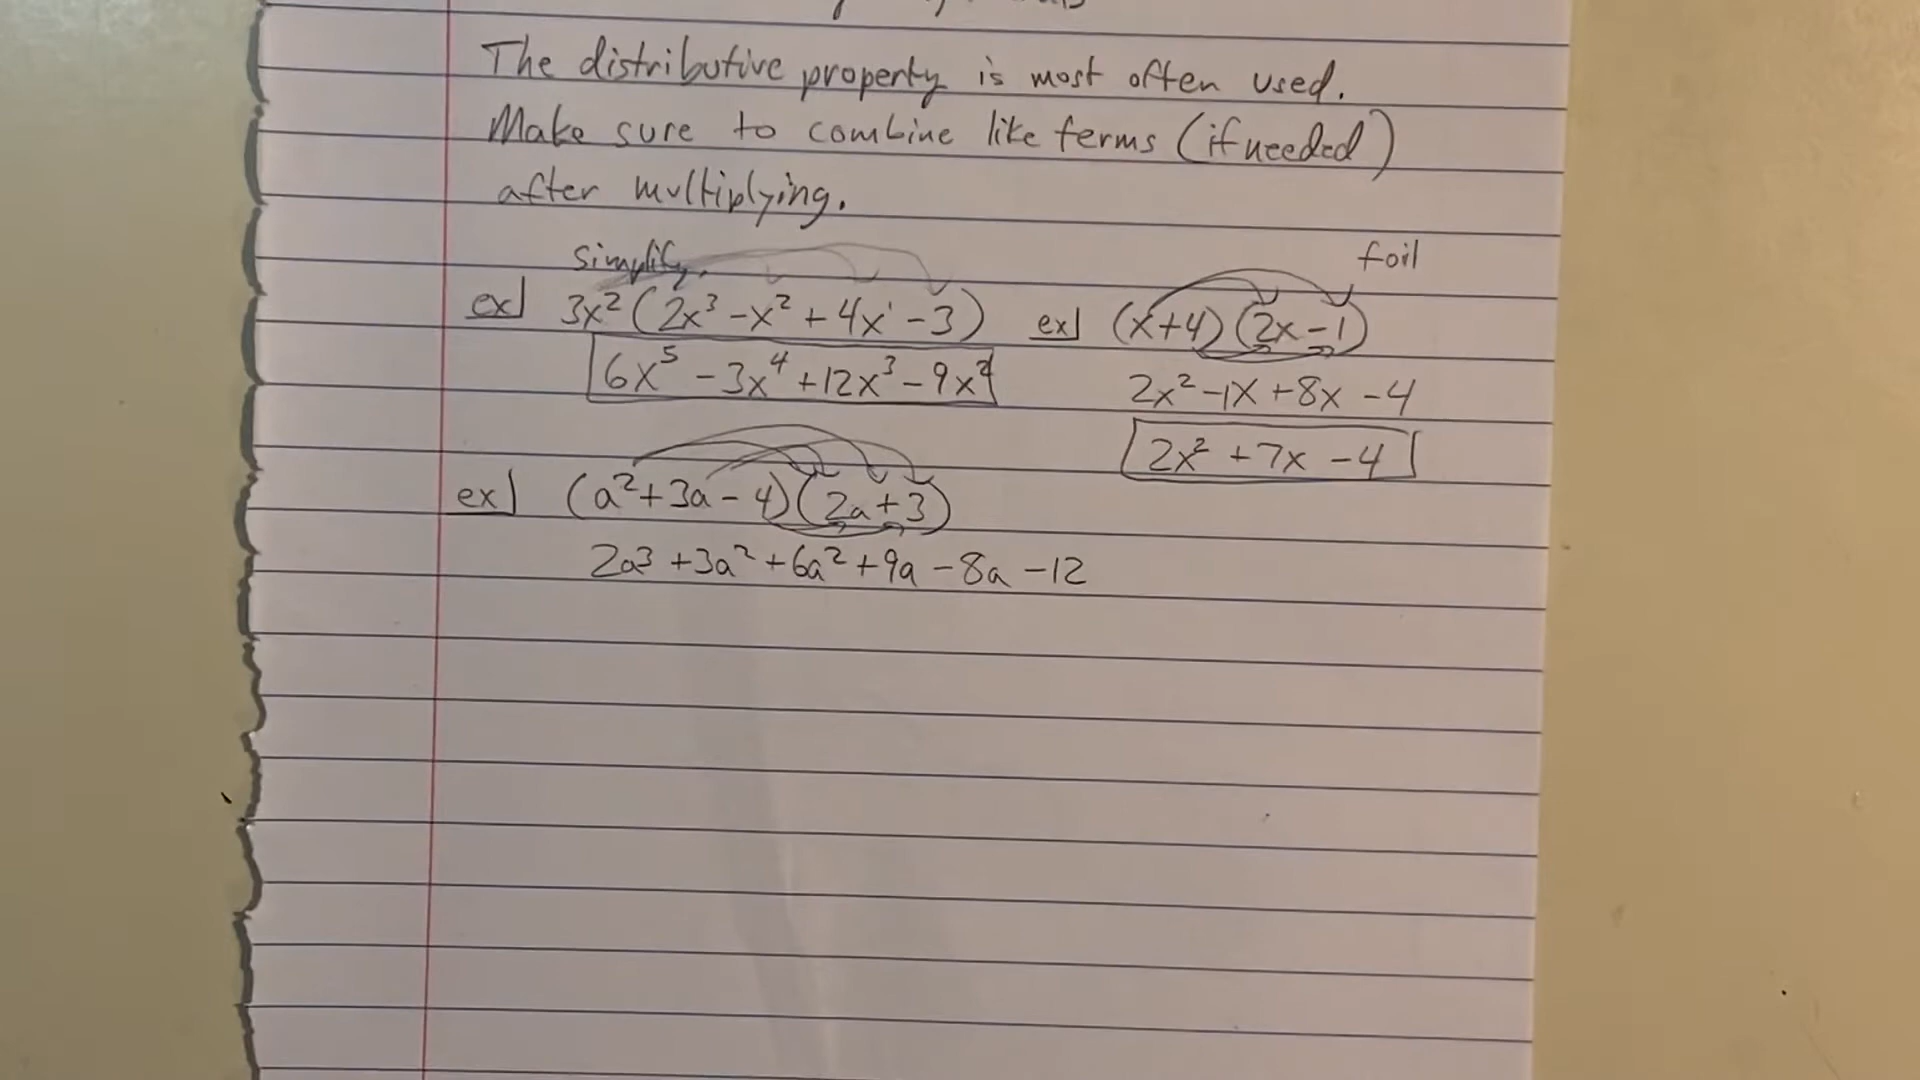 The distributive property is most often used.
Make sure to combine like terms (if needed)
after multiplying.
simplify.
foil
ex) 3x² (2x³ -x² + 4x¹ -3)
ex) (x+4)(2x-1)
6x⁵ - 3x⁴ +12x³ - 9x²
2x² -1x +8x -4
2x² +7x -4
ex) (a²+3a-4)(2a+3)
2a³ +3a² +6a² +9a -8a -12